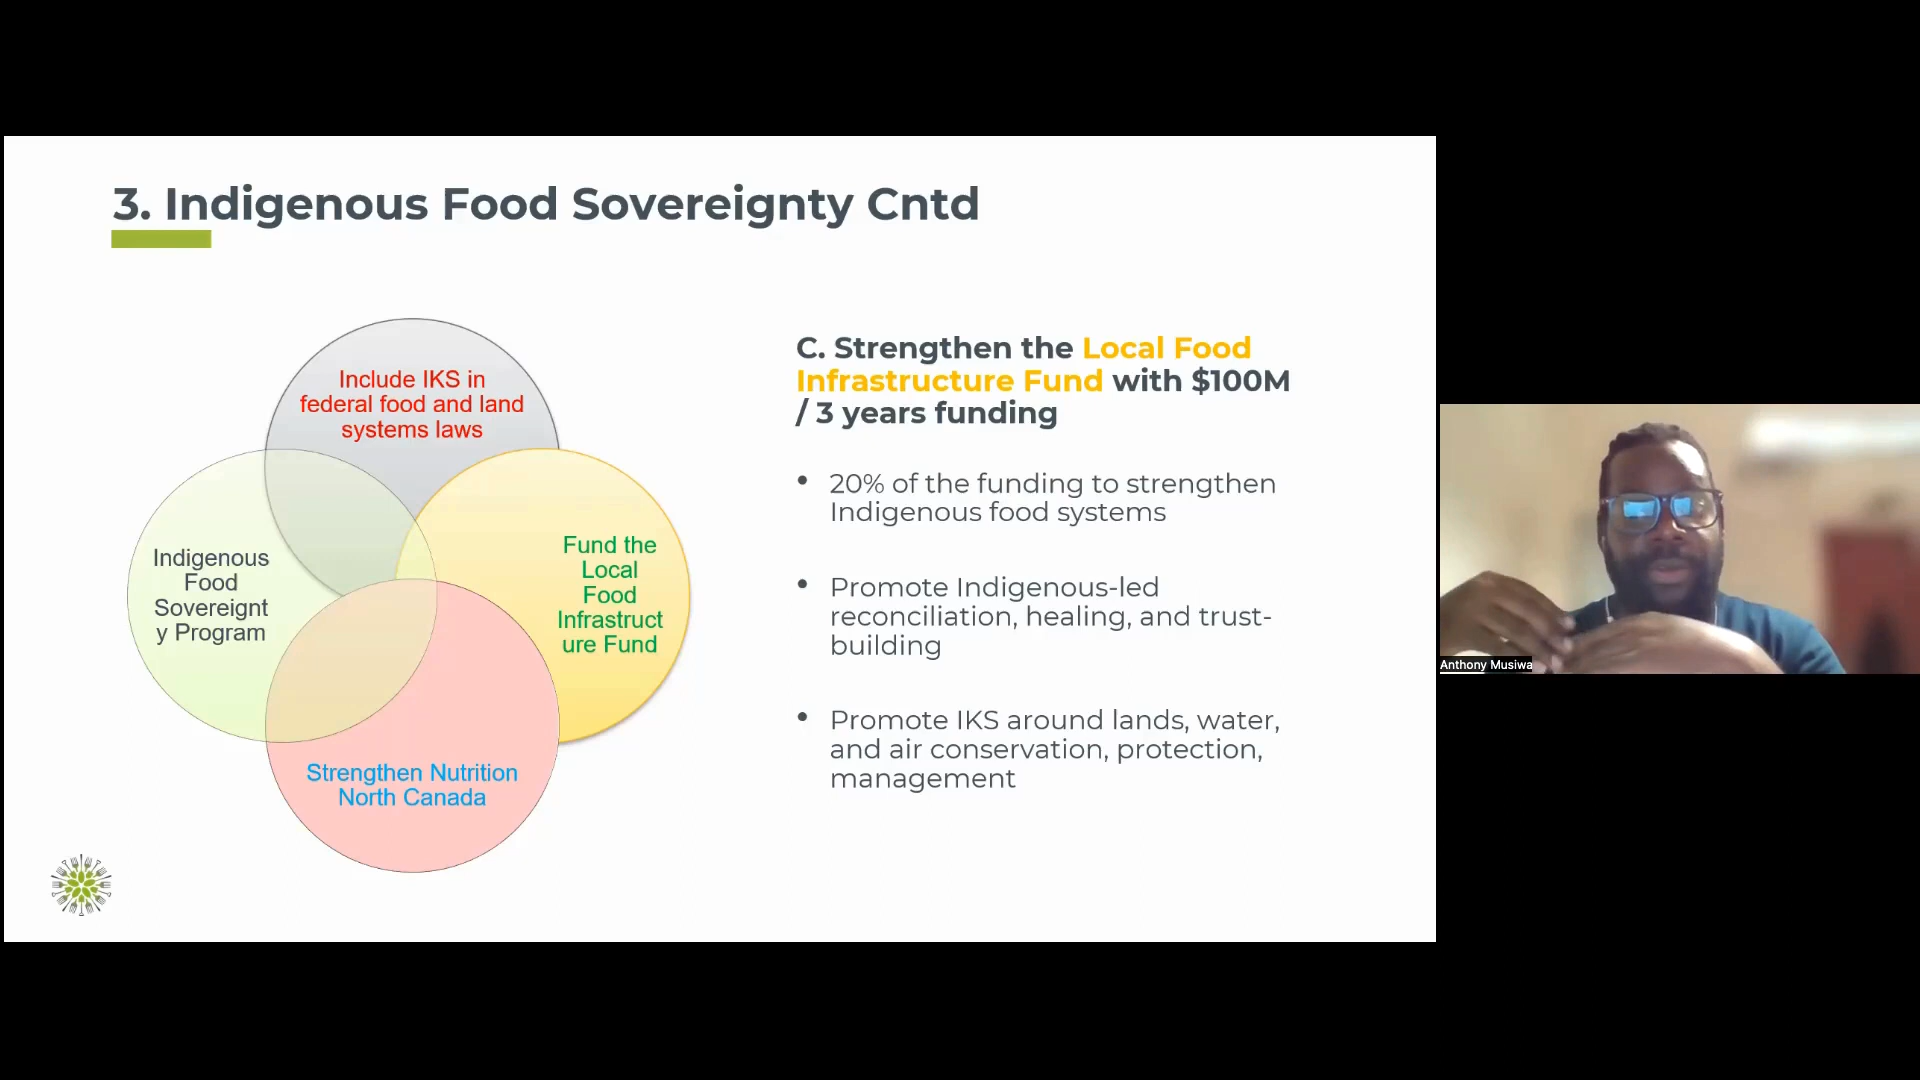 3. Indigenous Food Sovereignty Cntd
Include IKS in
federal food and land
systems laws
Indigenous
Food
Sovereignt
y Program
Fund the
Local
Food
Infrastruct
ure Fund
Strengthen Nutrition
North Canada
C. Strengthen the Local Food
Infrastructure Fund with $100M
/ 3 years funding
• 20% of the funding to strengthen
Indigenous food systems
• Promote Indigenous-led
reconciliation, healing, and trust-
building
• Promote IKS around lands, water,
and air conservation, protection,
management
Anthony Musiwa